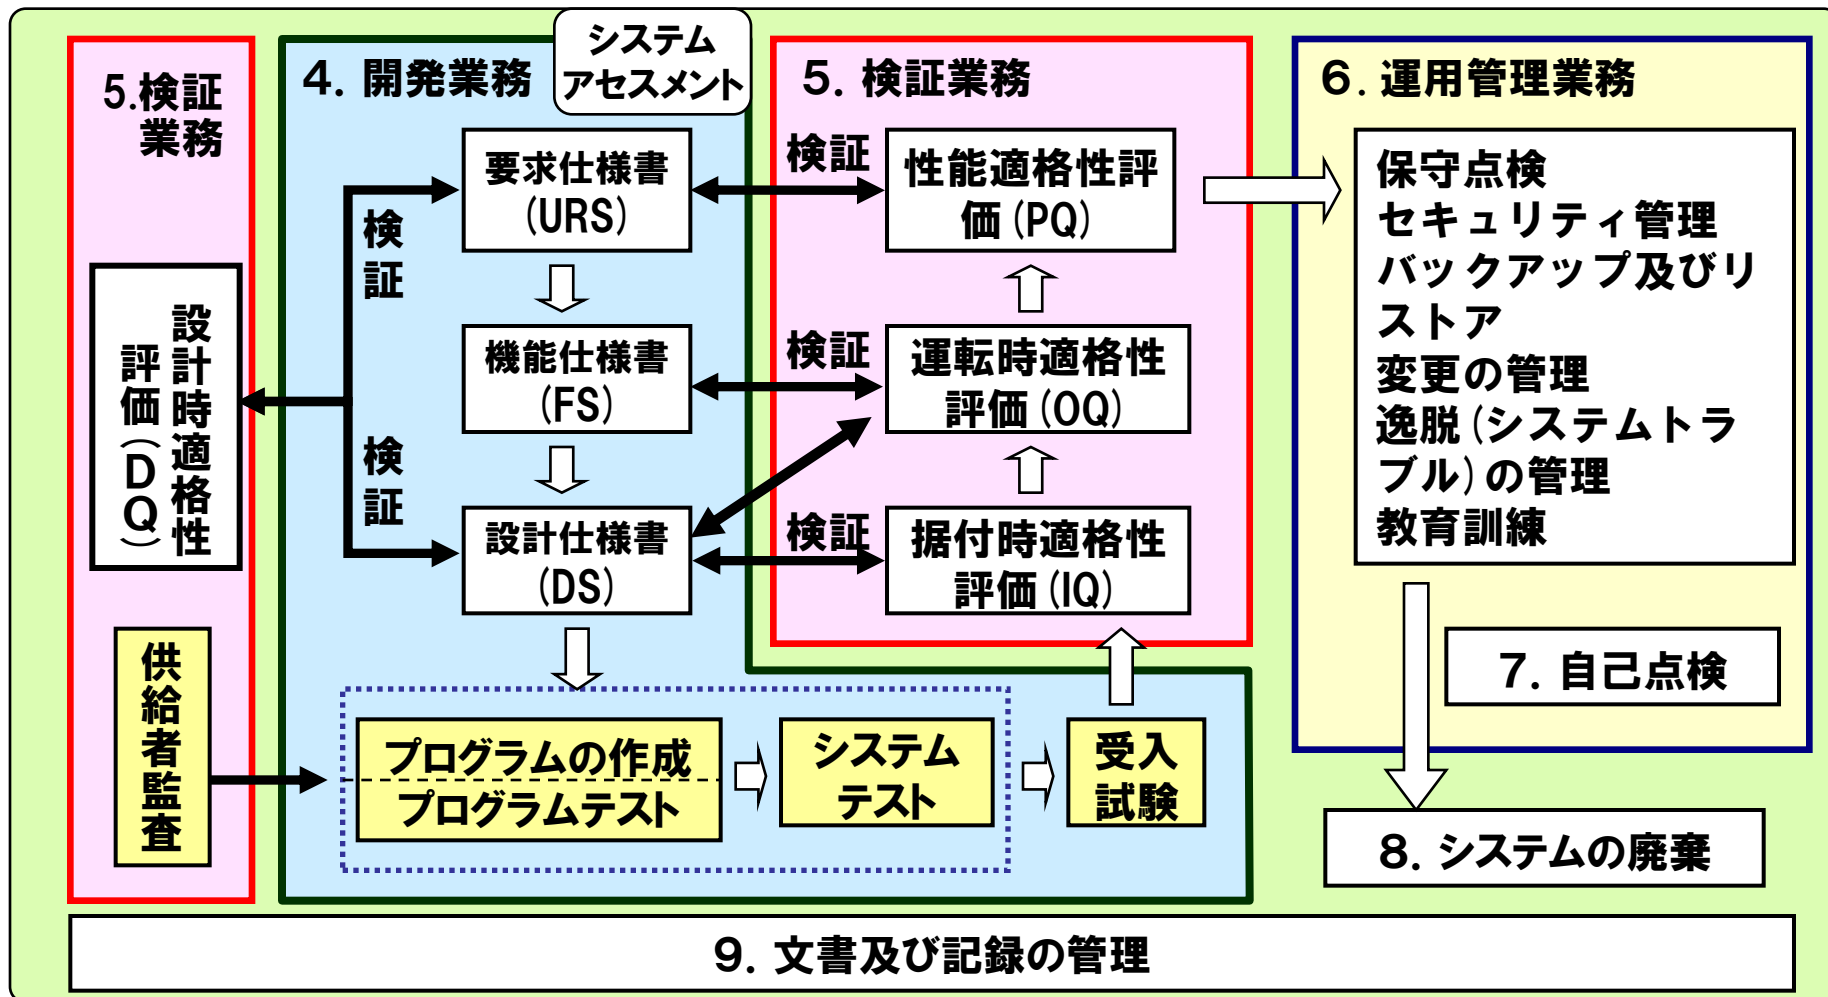 5.検証
業務
設計時適格性
評価(DQ)
供給者監査
4. 開発業務
システム
アセスメント
要求仕様書
(URS)
機能仕様書
(FS)
設計仕様書
(DS)
検証
検証
プログラムの作成
プログラムテスト
システム
テスト
受入
試験
5. 検証業務
検証
性能適格性評
価(PQ)
検証
運転時適格性
評価(OQ)
検証
据付時適格性
評価(IQ)
6. 運用管理業務
保守点検
セキュリティ管理
バックアップ及びリ
ストア
変更の管理
逸脱(システムトラ
ブル)の管理
教育訓練
7. 自己点検
8. システムの廃棄
9. 文書及び記録の管理